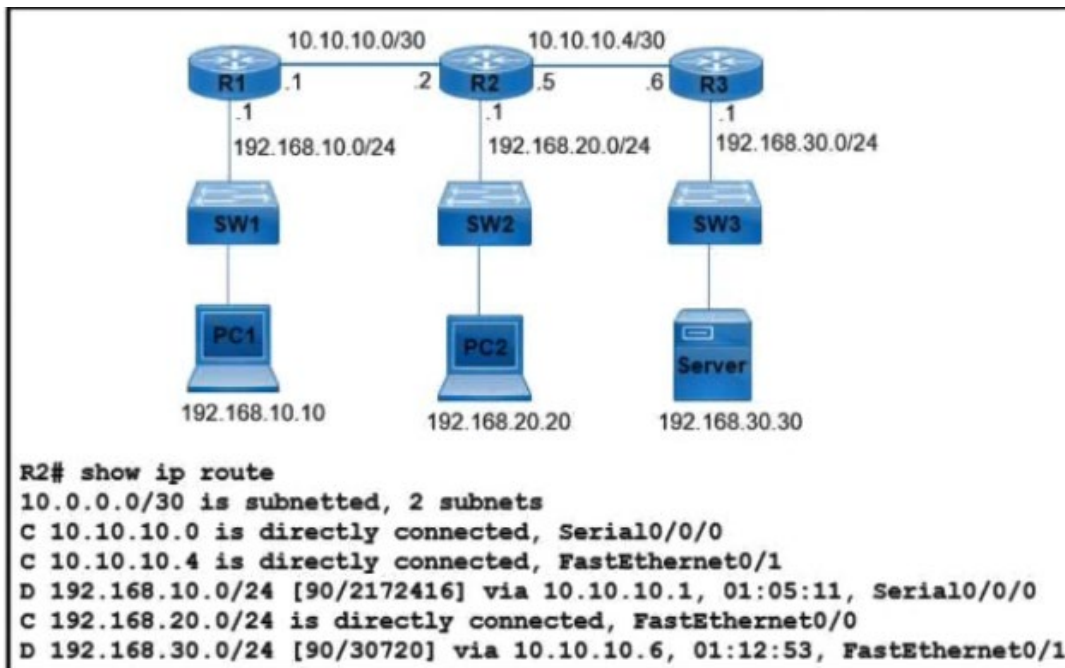 10.10.10.0/30 10.10.10.4/30
R1 .1 .2 R2 .5 .6 R3
.1 .1 .1
192.168.10.0/24 192.168.20.0/24 192.168.30.0/24
SW1 SW2 SW3
PC1 PC2 Server
192.168.10.10 192.168.20.20 192.168.30.30
R2# show ip route
10.0.0.0/30 is subnetted, 2 subnets
C 10.10.10.0 is directly connected, Serial0/0/0
C 10.10.10.4 is directly connected, FastEthernet0/1
D 192.168.10.0/24 [90/2172416] via 10.10.10.1, 01:05:11, Serial0/0/0
C 192.168.20.0/24 is directly connected, FastEthernet0/0
D 192.168.30.0/24 [90/30720] via 10.10.10.6, 01:12:53, FastEthernet0/1